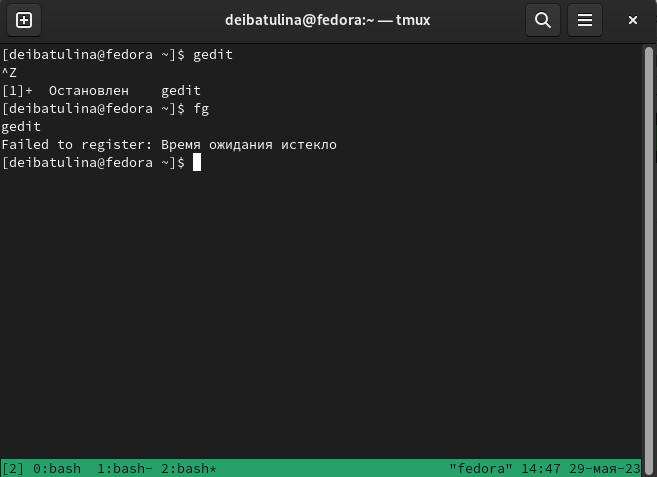 deibatulina@fedora:~ — tmux
[deibatulina@fedora ~]$ gedit
^Z
[1]+  Остановлен    gedit
[deibatulina@fedora ~]$ fg
gedit
Failed to register: Время ожидания истекло
[deibatulina@fedora ~]$
[2] 0:bash  1:bash- 2:bash* "fedora" 14:47 29-мая-23